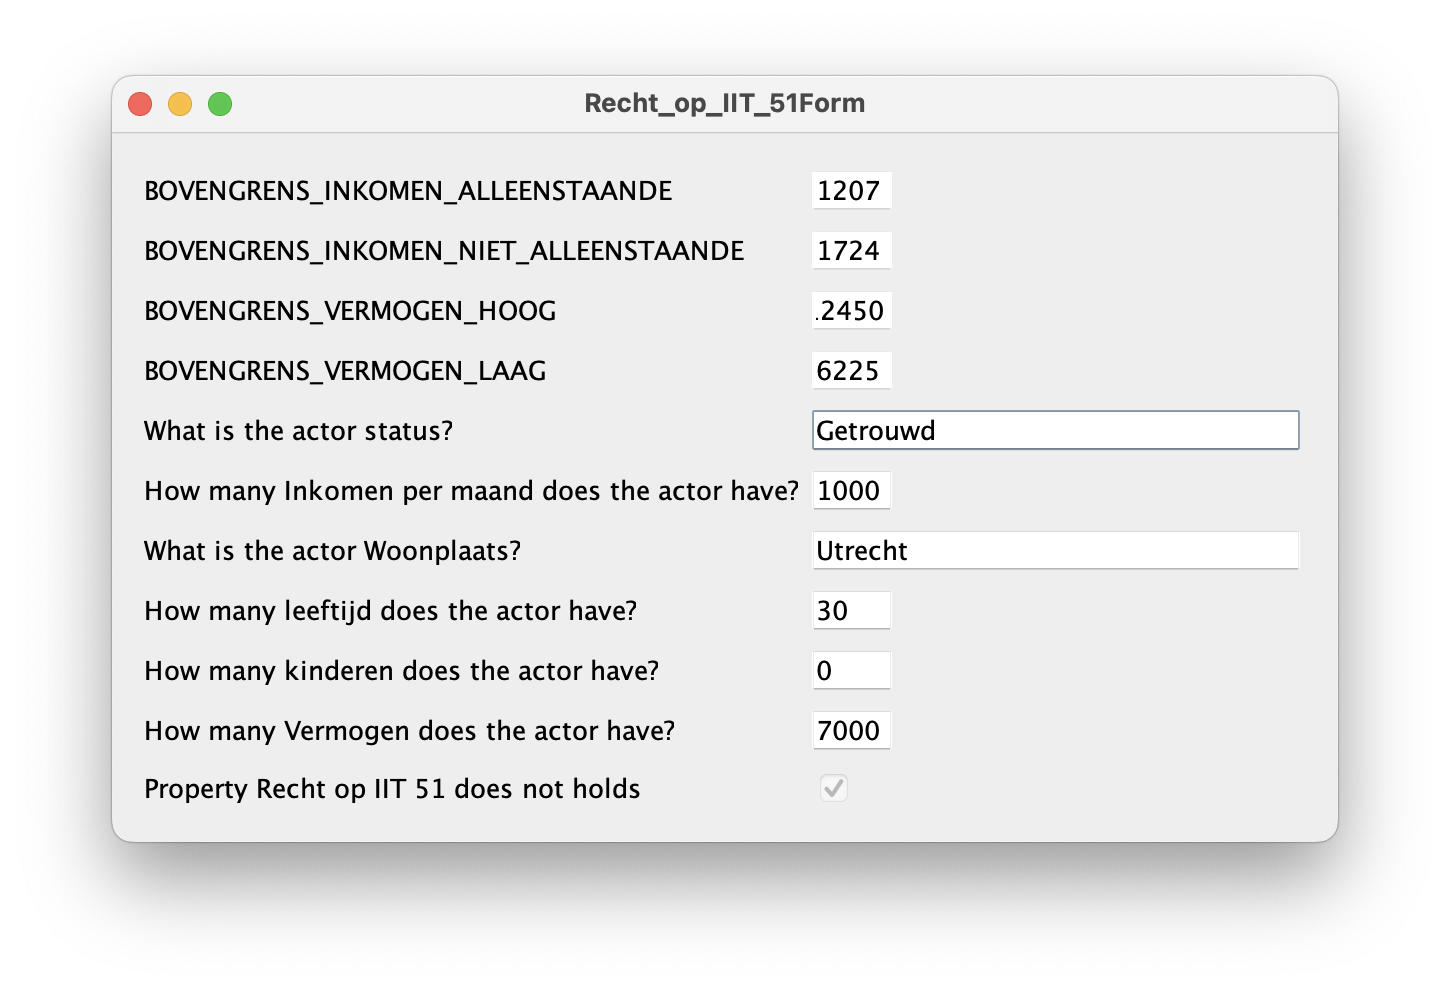 Recht_op_IIT_51Form
BOVENGRENS_INKOMEN_ALLEENSTAANDE 1207
BOVENGRENS_INKOMEN_NIET_ALLEENSTAANDE 1724
BOVENGRENS_VERMOGEN_HOOG .2450
BOVENGRENS_VERMOGEN_LAAG 6225
What is the actor status? Getrouwd
How many Inkomen per maand does the actor have? 1000
What is the actor Woonplaats? Utrecht
How many leeftijd does the actor have? 30
How many kinderen does the actor have? 0
How many Vermogen does the actor have? 7000
Property Recht op IIT 51 does not holds